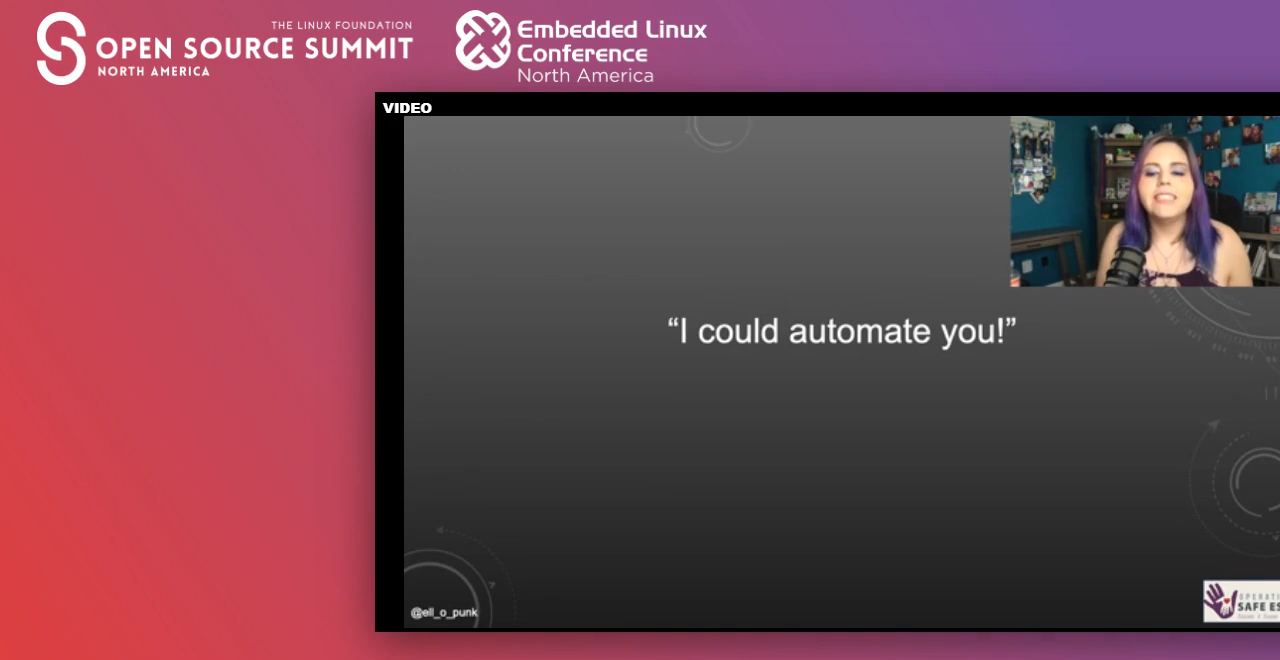 THE LINUX FOUNDATION
OPEN SOURCE SUMMIT
NORTH AMERICA
Embedded Linux
Conference
North America
VIDEO
“I could automate you!”
@ell_o_punk
OPERATI
SAFE ES